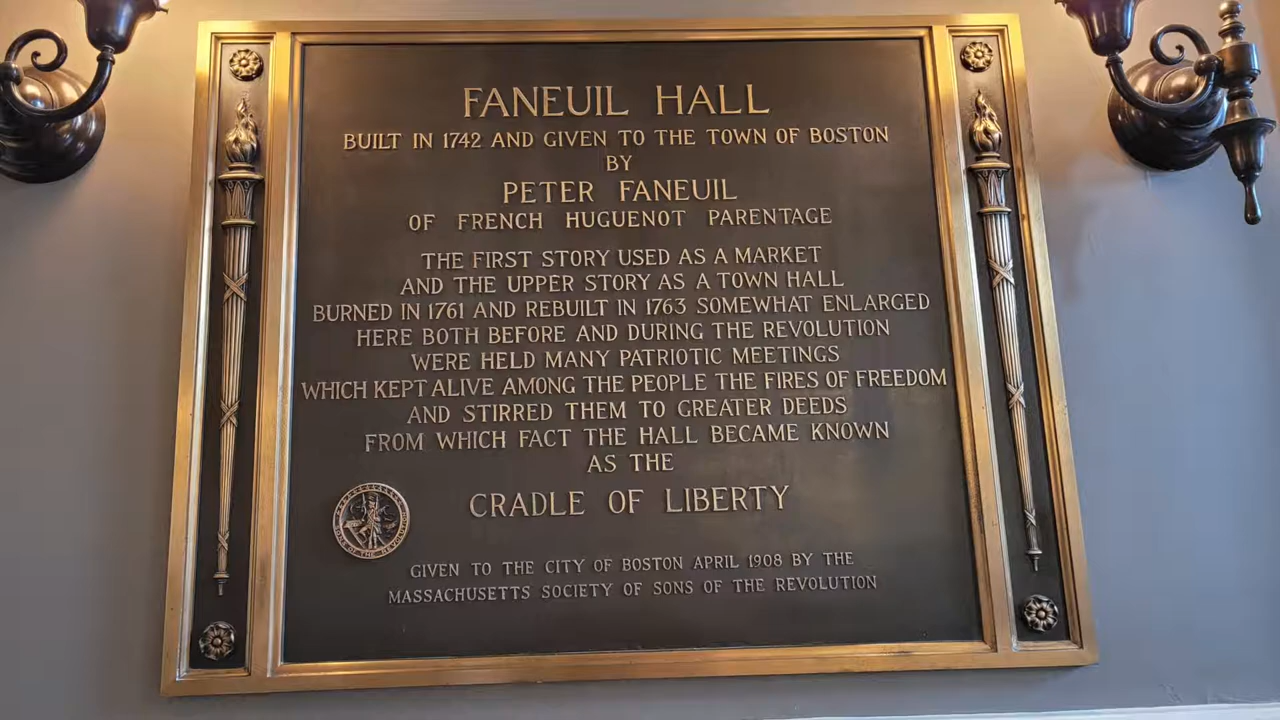 FANEUIL HALL
BUILT IN 1742 AND GIVEN TO THE TOWN OF BOSTON
BY
PETER FANEUIL
OF FRENCH HUGUENOT PARENTAGE
THE FIRST STORY USED AS A MARKET
AND THE UPPER STORY AS A TOWN HALL
BURNED IN 1761 AND REBUILT IN 1763 SOMEWHAT ENLARGED
HERE BOTH BEFORE AND DURING THE REVOLUTION
WERE HELD MANY PATRIOTIC MEETINGS
WHICH KEPT ALIVE AMONG THE PEOPLE THE FIRES OF FREEDOM
AND STIRRED THEM TO GREATER DEEDS
FROM WHICH FACT THE HALL BECAME KNOWN
AS THE
CRADLE OF LIBERTY
SONS OF THE REVOLUTION
GIVEN TO THE CITY OF BOSTON APRIL 1908 BY THE
MASSACHUSETTS SOCIETY OF SONS OF THE REVOLUTION